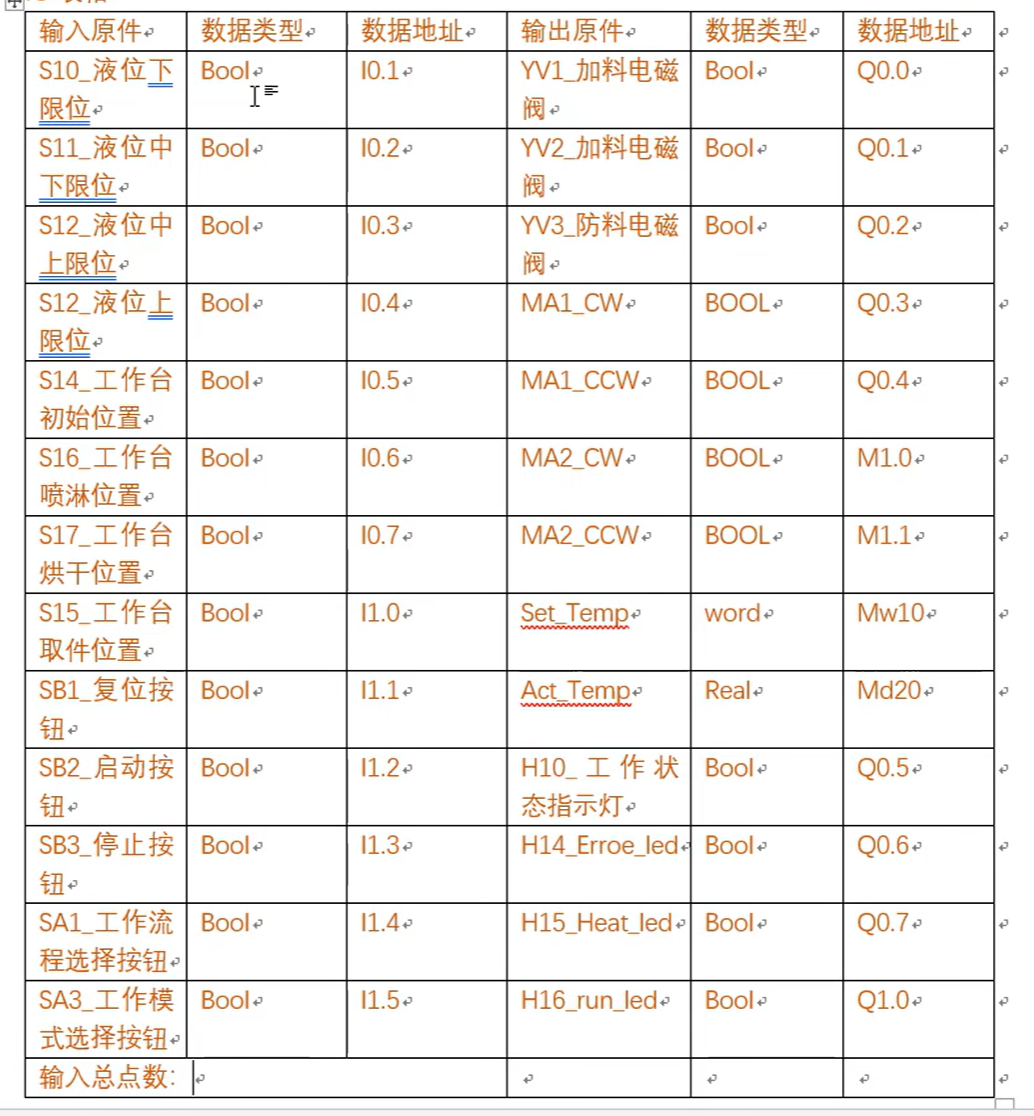 输入原件 数据类型 数据地址 输出原件 数据类型 数据地址
S10_液位下 Bool I0.1 YV1_加料电磁 Bool Q0.0
限位 阀
S11_液位中 Bool I0.2 YV2_加料电磁 Bool Q0.1
下限位 阀
S12_液位中 Bool I0.3 YV3_防料电磁 Bool Q0.2
上限位 阀
S12_液位上 Bool I0.4 MA1_CW BOOL Q0.3
限位
S14_工作台 Bool I0.5 MA1_CCW BOOL Q0.4
初始位置
S16_工作台 Bool I0.6 MA2_CW BOOL M1.0
喷淋位置
S17_工作台 Bool I0.7 MA2_CCW BOOL M1.1
烘干位置
S15_工作台 Bool I1.0 Set_Temp word Mw10
取件位置
SB1_复位按 Bool I1.1 Act_Temp Real Md20
钮
SB2_启动按 Bool I1.2 H10_工作状 Bool Q0.5
钮 态指示灯
SB3_停止按 Bool I1.3 H14_Erroe_led Bool Q0.6
钮
SA1_工作流 Bool I1.4 H15_Heat_led Bool Q0.7
程选择按钮
SA3_工作模 Bool I1.5 H16_run_led Bool Q1.0
式选择按钮
输入总点数: